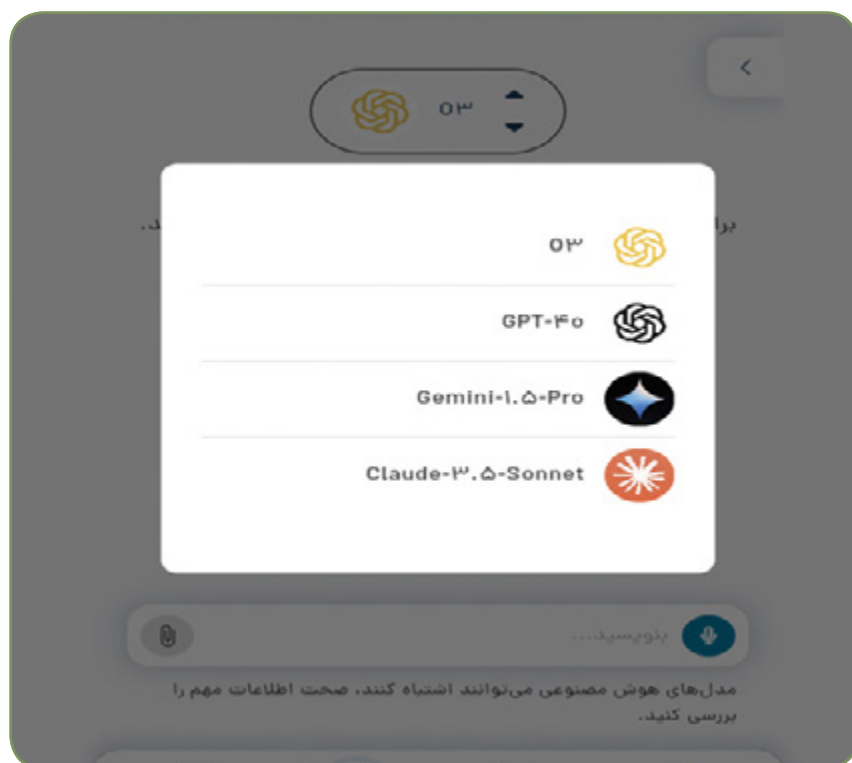 O۳
برا
د.
O۳
GPT-۴o
Gemini-۱.۵-Pro
Claude-۳.۵-Sonnet
بنویسید...
مدل‌های هوش مصنوعی می‌توانند اشتباه کنند، صحت اطلاعات مهم را
بررسی کنید.